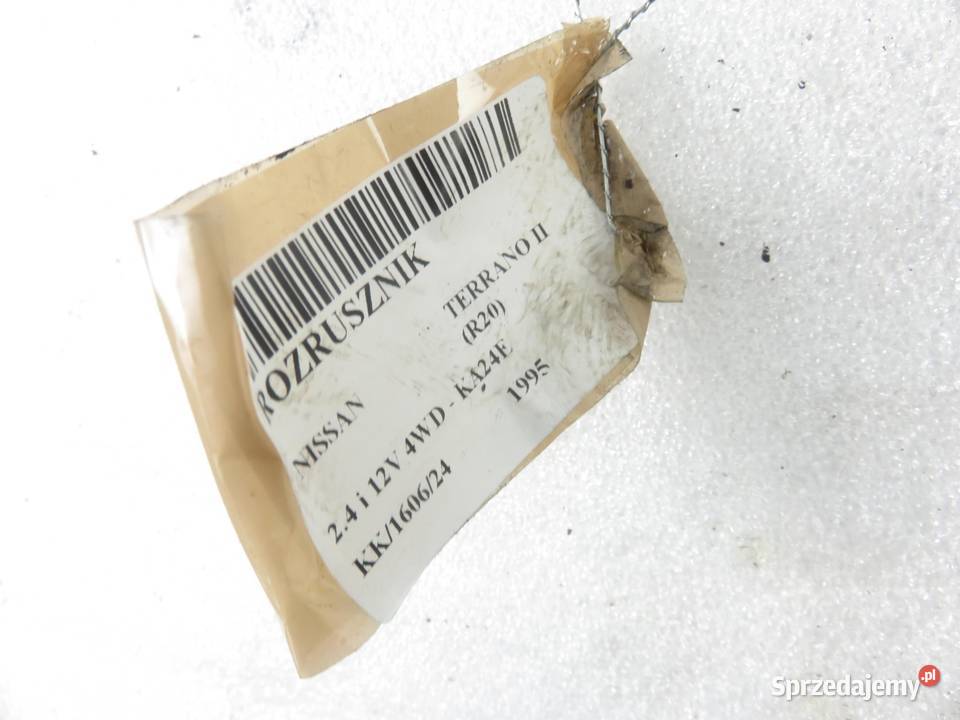 ROZRUSZNIK
NISSAN TERRANO II
(R20)
2.4 i 12V 4WD - KA24E
KK/1606/24 1995
Sprzedajemy.pl